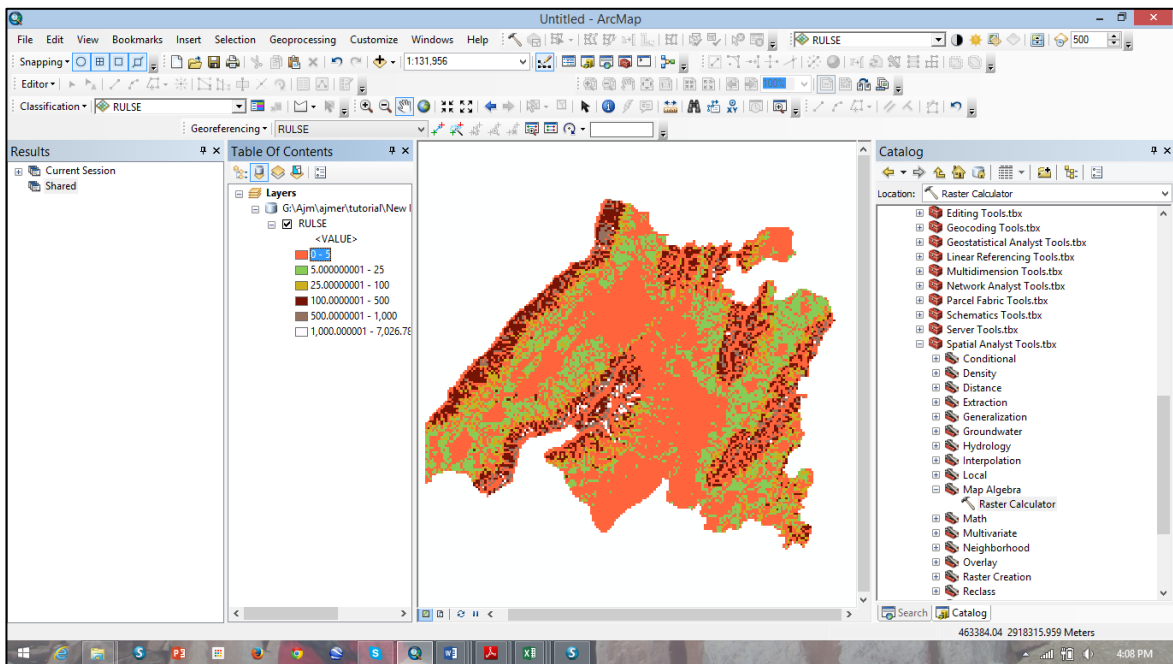 Untitled - ArcMap
File Edit View Bookmarks Insert Selection Geoprocessing Customize Windows Help RULSE 500
Snapping 1:131,956
Editor 100%
Classification RULSE
Georeferencing RULSE
Results
Current Session
Shared
Table Of Contents
Layers
G:\Ajm\ajmer\tutorial\New
RULSE
<VALUE>
0 - 5
5.000000001 - 25
25.00000001 - 100
100.0000001 - 500
500.0000001 - 1,000
1,000.000001 - 7,026.78
Catalog
Location: Raster Calculator
Editing Tools.tbx
Geocoding Tools.tbx
Geostatistical Analyst Tools.tbx
Linear Referencing Tools.tbx
Multidimension Tools.tbx
Network Analyst Tools.tbx
Parcel Fabric Tools.tbx
Schematics Tools.tbx
Server Tools.tbx
Spatial Analyst Tools.tbx
Conditional
Density
Distance
Extraction
Generalization
Groundwater
Hydrology
Interpolation
Local
Map Algebra
Raster Calculator
Math
Multivariate
Neighborhood
Overlay
Raster Creation
Reclass
Search Catalog
463384.04 2918315.959 Meters
4:08 PM